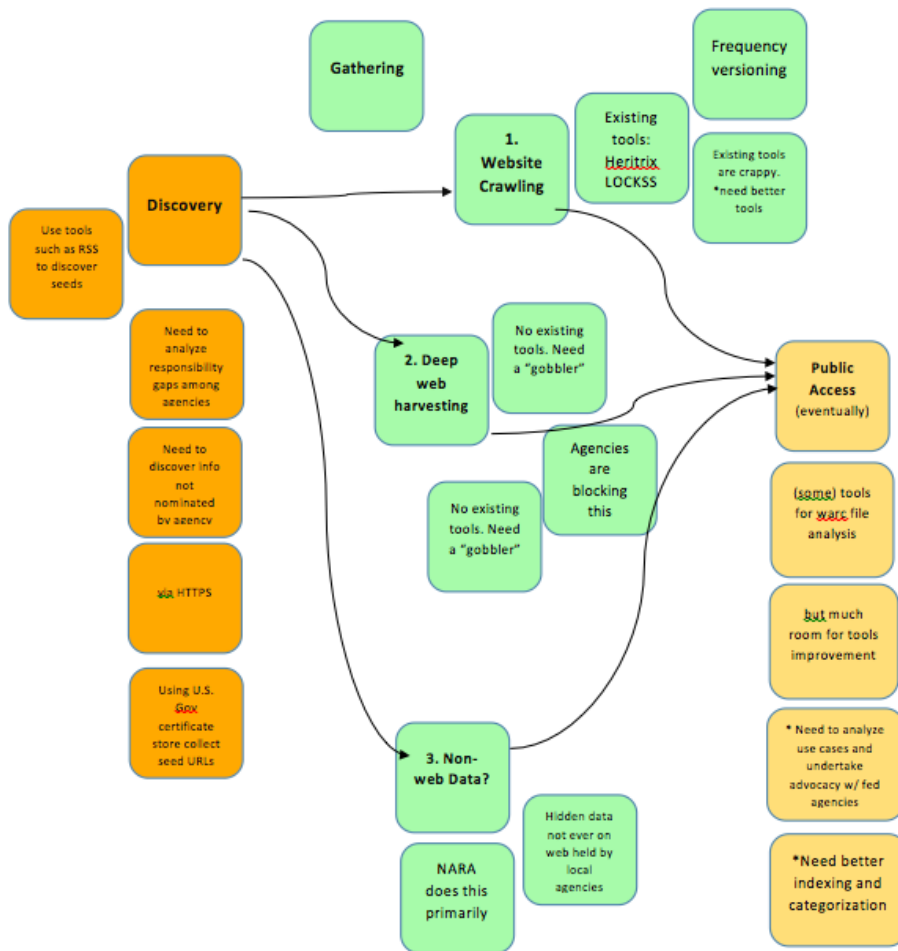 Gathering
Frequency
versioning
1.
Website
Crawling
Existing
tools:
Heritrix
LOCKSS
Existing tools
are crappy.
*need better
tools
Discovery
Use tools
such as RSS
to discover
seeds
Need to
analyze
responsibility
gaps among
agencies
Need to
discover info
not
nominated
by agency
via HTTPS
Using U.S.
Gov
certificate
store collect
seed URLs
2. Deep
web
harvesting
No existing
tools. Need
a “gobbler”
Agencies
are
blocking
this
No existing
tools. Need
a “gobbler”
3. Non-
web Data?
Hidden data
not ever on
web held by
local
agencies
NARA
does this
primarily
Public
Access
(eventually)
(some) tools
for warc file
analysis
but much
room for tools
improvement
* Need to analyze
use cases and
undertake
advocacy w/ fed
agencies
*Need better
indexing and
categorization